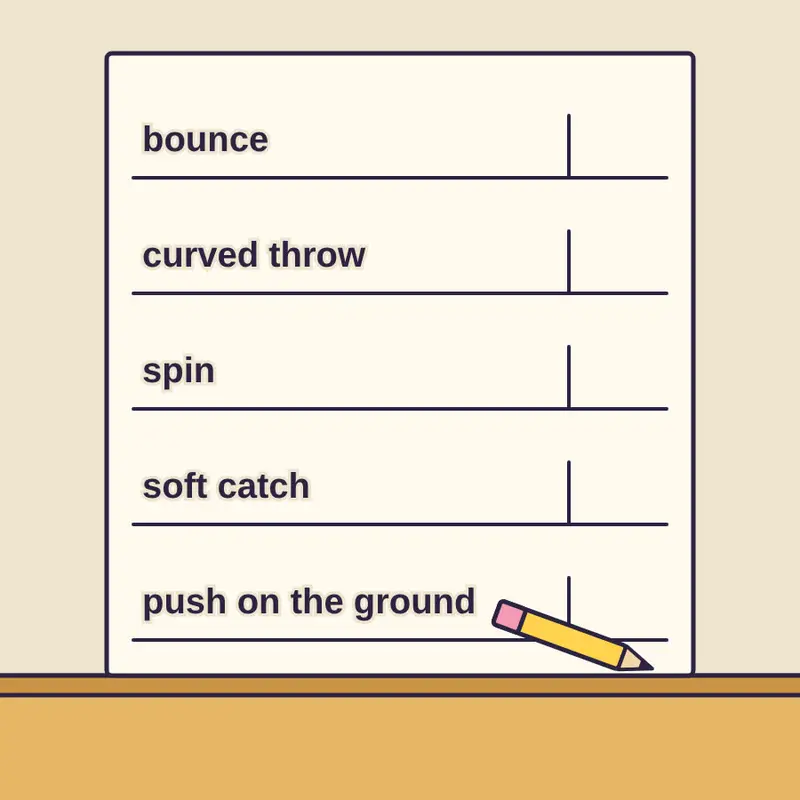 bounce
curved throw
spin
soft catch
push on the ground